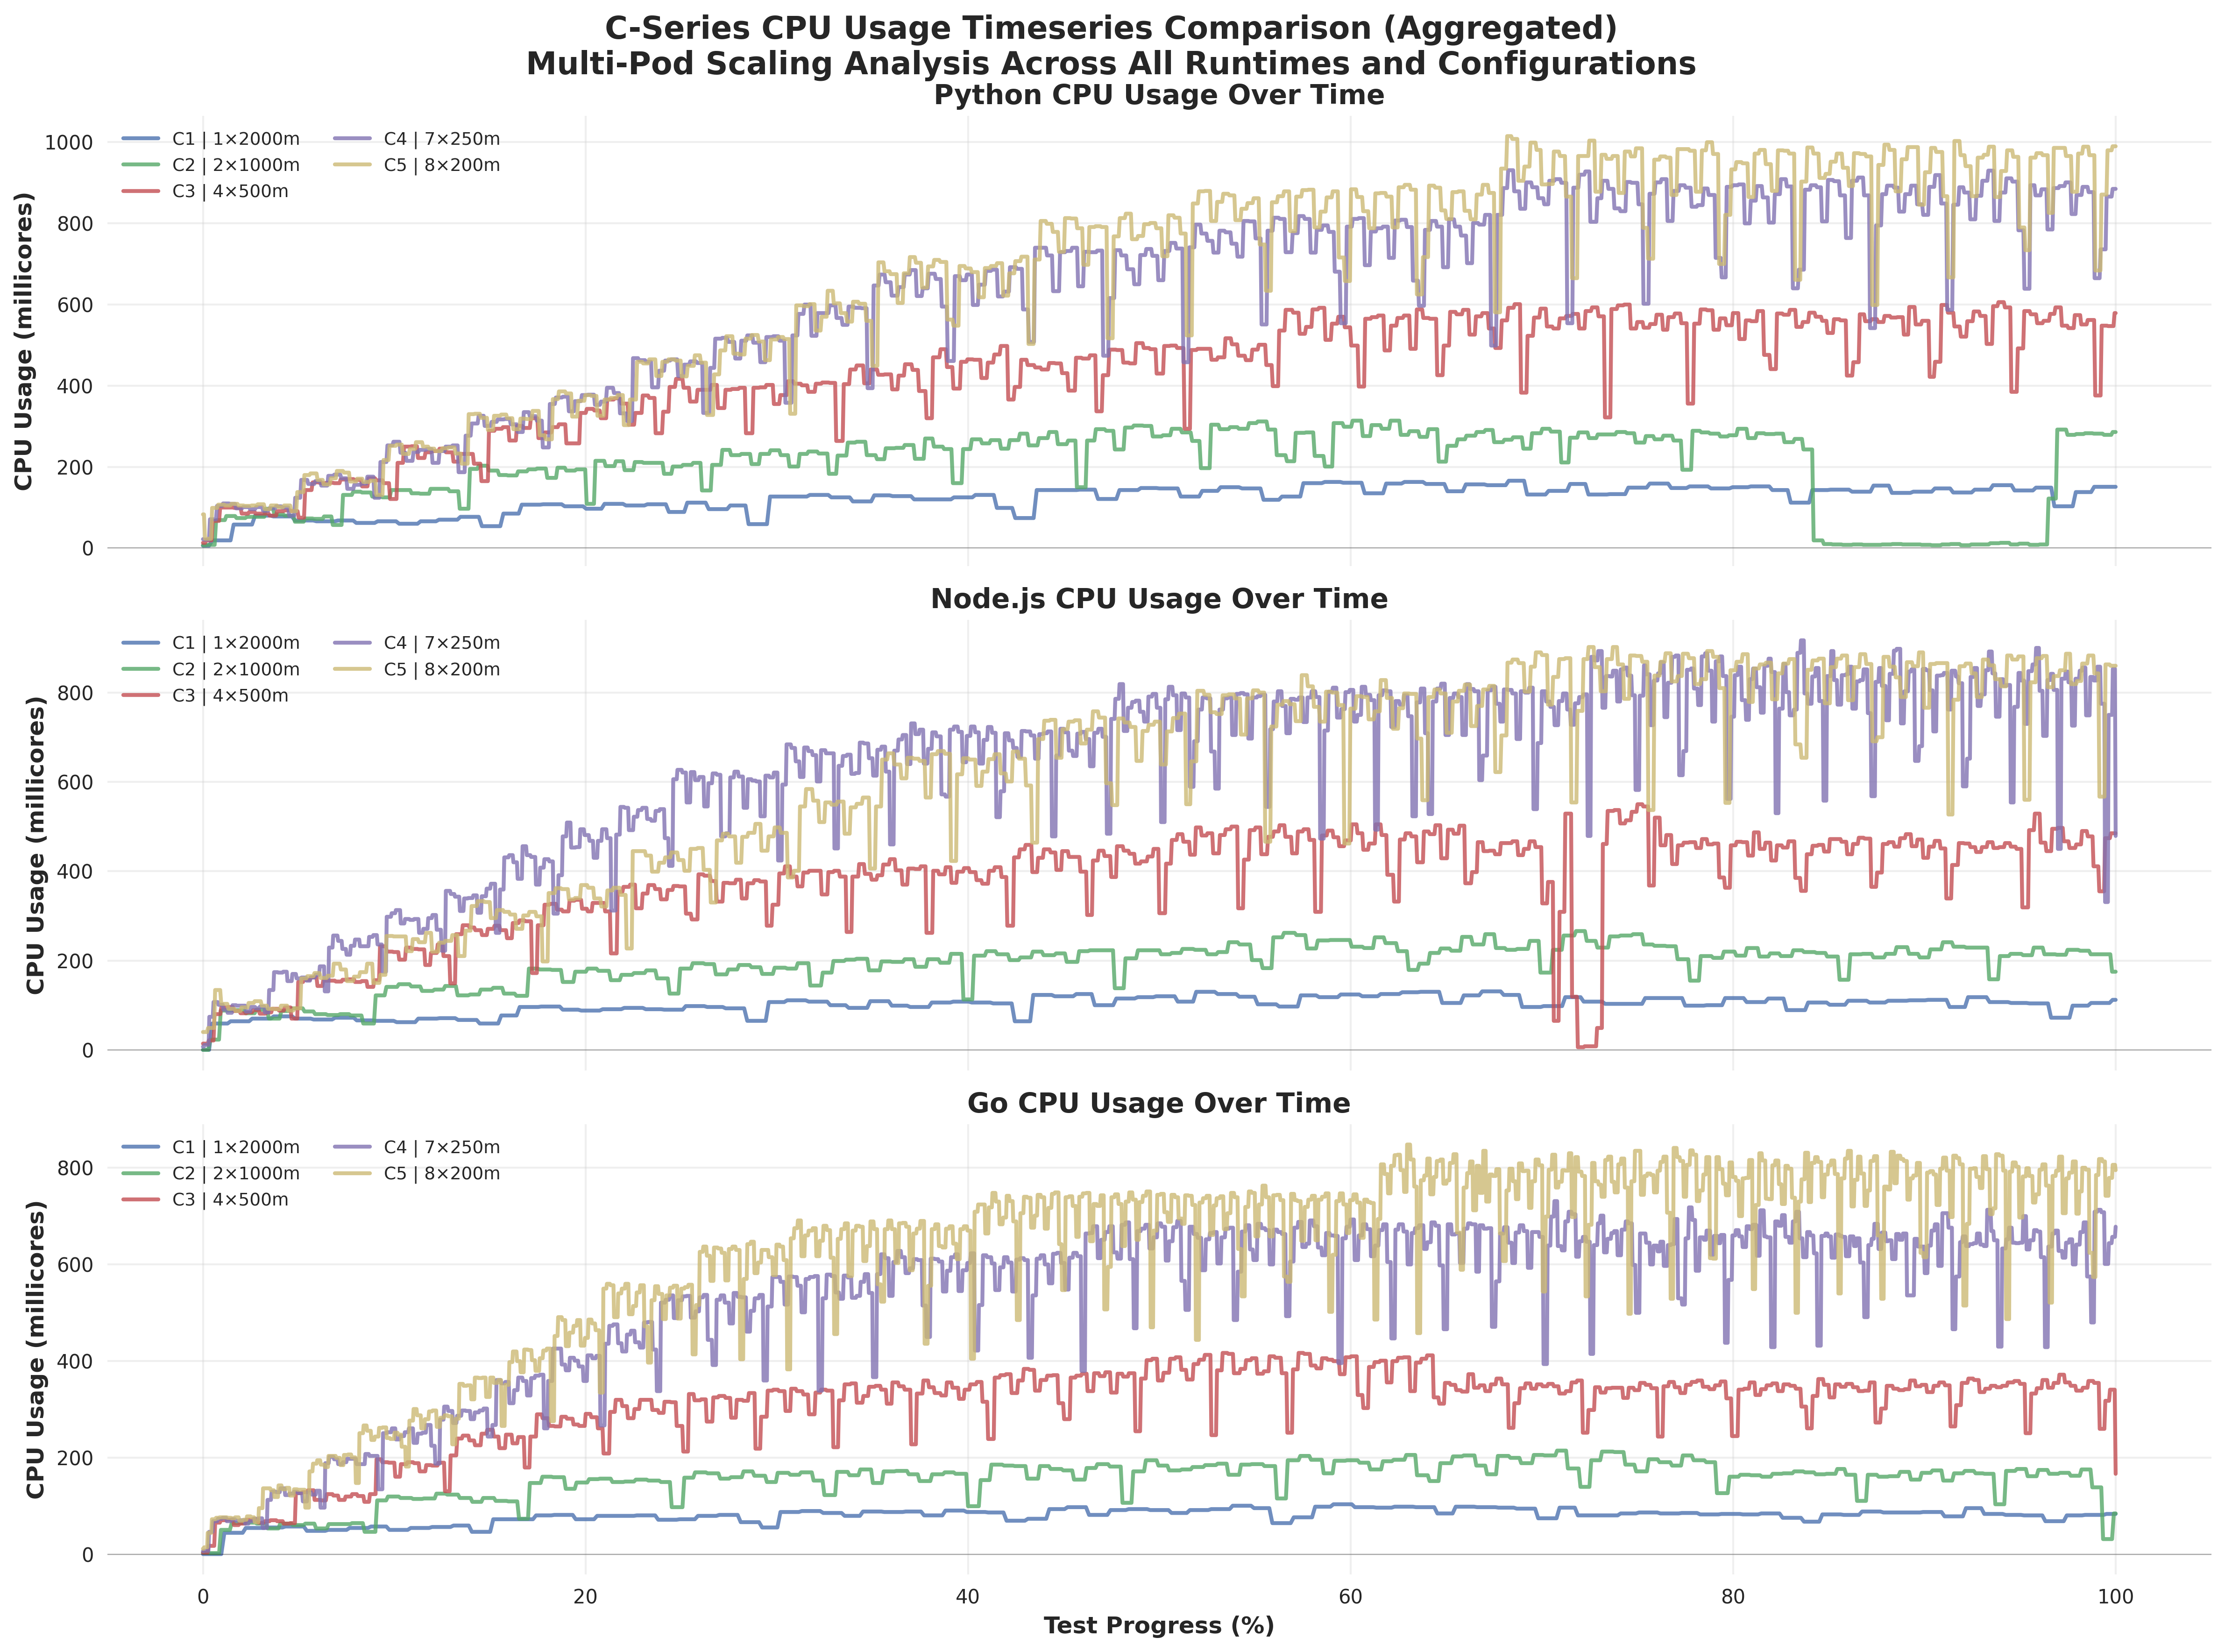 C-Series CPU Usage Timeseries Comparison (Aggregated)
Multi-Pod Scaling Analysis Across All Runtimes and Configurations
Python CPU Usage Over Time
CPU Usage (millicores)
1000
800
600
400
200
0
C1 | 1×2000m
C2 | 2×1000m
C3 | 4×500m
C4 | 7×250m
C5 | 8×200m
Node.js CPU Usage Over Time
CPU Usage (millicores)
800
600
400
200
0
C1 | 1×2000m
C2 | 2×1000m
C3 | 4×500m
C4 | 7×250m
C5 | 8×200m
Go CPU Usage Over Time
CPU Usage (millicores)
800
600
400
200
0
C1 | 1×2000m
C2 | 2×1000m
C3 | 4×500m
C4 | 7×250m
C5 | 8×200m
0 20 40 60 80 100
Test Progress (%)